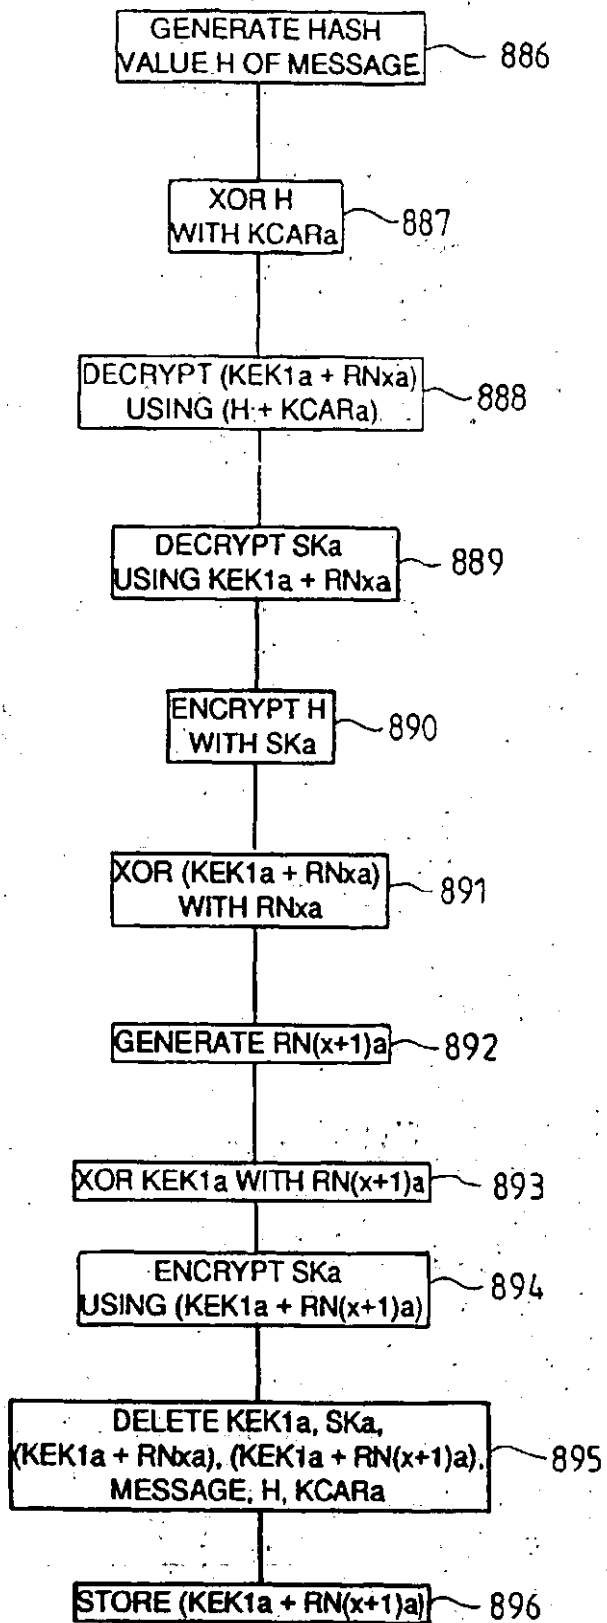 GENERATE HASH
VALUE H OF MESSAGE
886
XOR H
WITH KCARa
887
DECRYPT (KEK1a + RNxa)
USING (H + KCARa)
888
DECRYPT SKa
USING KEK1a + RNxa
889
ENCRYPT H
WITH SKa
890
XOR (KEK1a + RNxa)
WITH RNxa
891
GENERATE RN(x+1)a
892
XOR KEK1a WITH RN(x+1)a
893
ENCRYPT SKa
USING (KEK1a + RN(x+1)a)
894
DELETE KEK1a, SKa,
(KEK1a + RNxa), (KEK1a + RN(x+1)a),
MESSAGE, H, KCARa
895
STORE (KEK1a + RN(x+1)a)
896